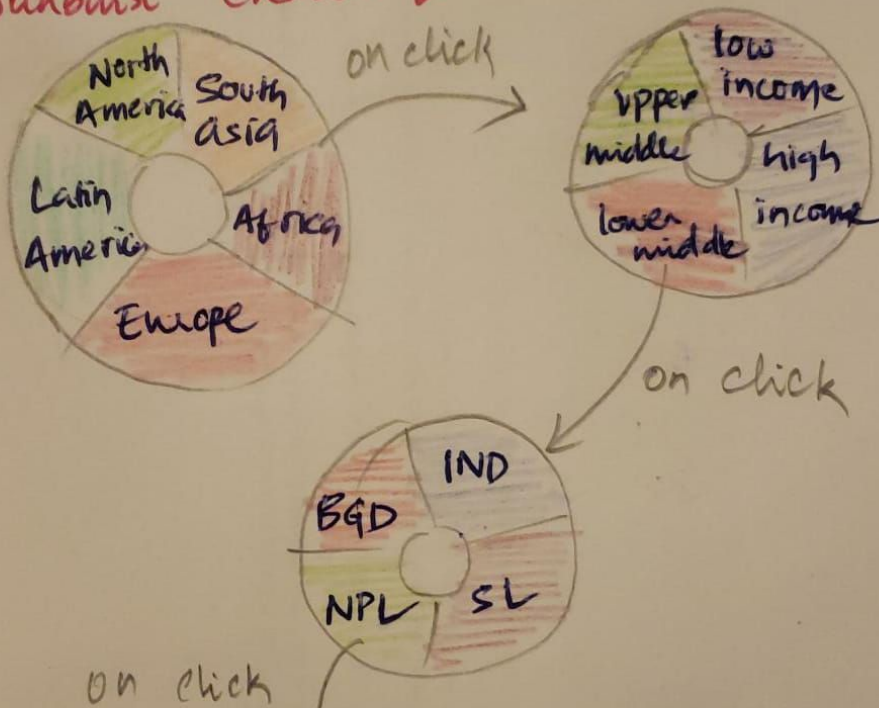 Sunburst
on click
North
America
South
asia
Latin
America
Africa
Europe
low
income
upper
middle
high
income
lower
middle
on click
BGD
IND
NPL
SL
on click